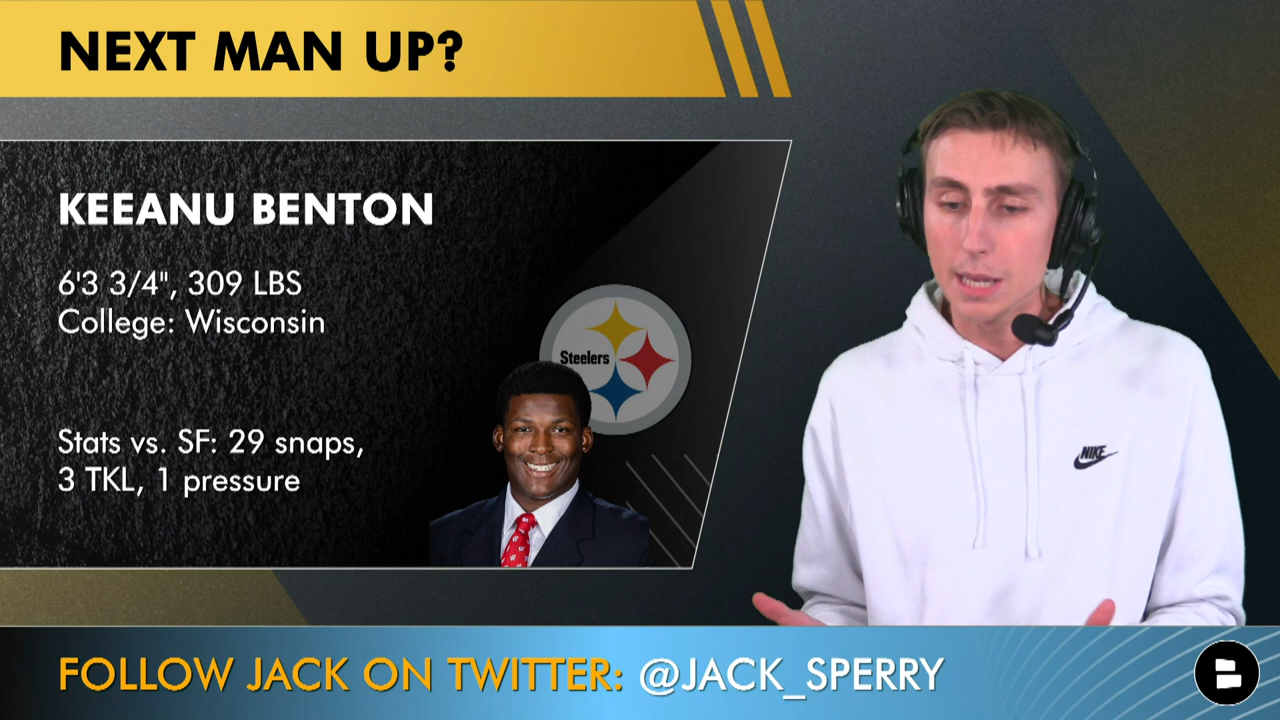 NEXT MAN UP?
KEEANU BENTON
6'3 3/4", 309 LBS
College: Wisconsin
Steelers
Stats vs. SF: 29 snaps,
3 TKL, 1 pressure
NIKE
FOLLOW JACK ON TWITTER: @JACK_SPERRY